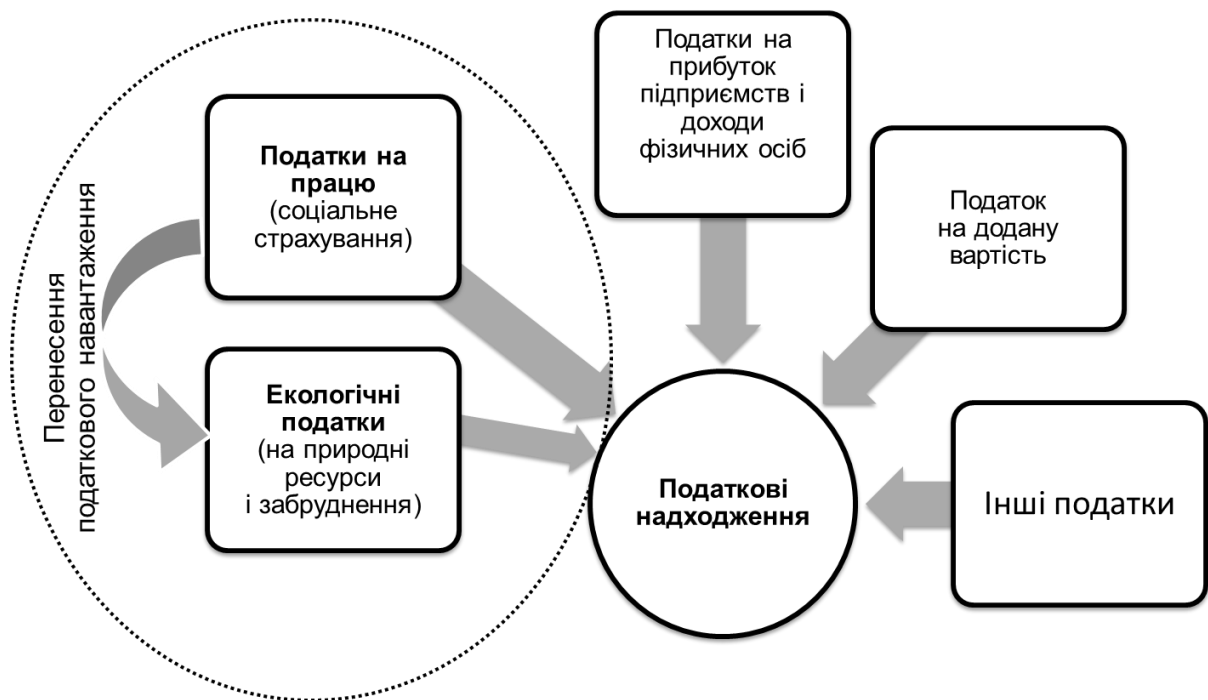 Перенесення
податкового навантаження
Податки на
працю
(соціальне
страхування)
Екологічні
податки
(на природні
ресурси
і забруднення)
Податки на
прибуток
підприємств і
доходи
фізичних осіб
Податок
на додану
вартість
Податкові
надходження
Інші податки